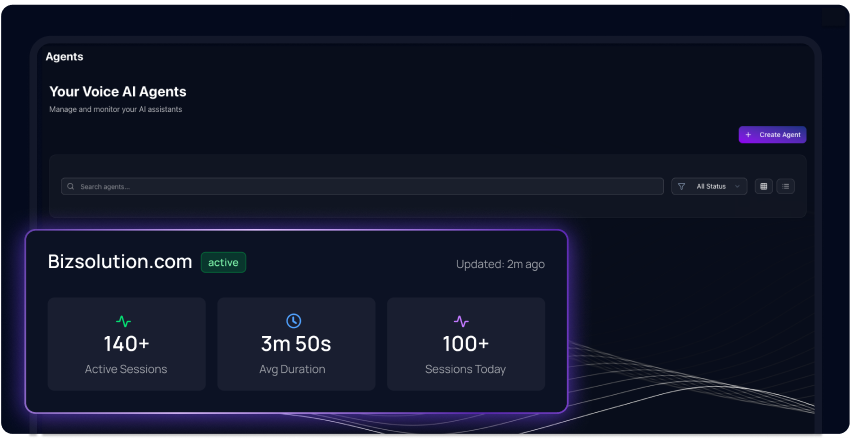 Agents
Your Voice AI Agents
Manage and monitor your AI assistants
+ Create Agent
Search agents...
All Status
Bizsolution.com
active
Updated: 2m ago
140+
Active Sessions
3m 50s
Avg Duration
100+
Sessions Today